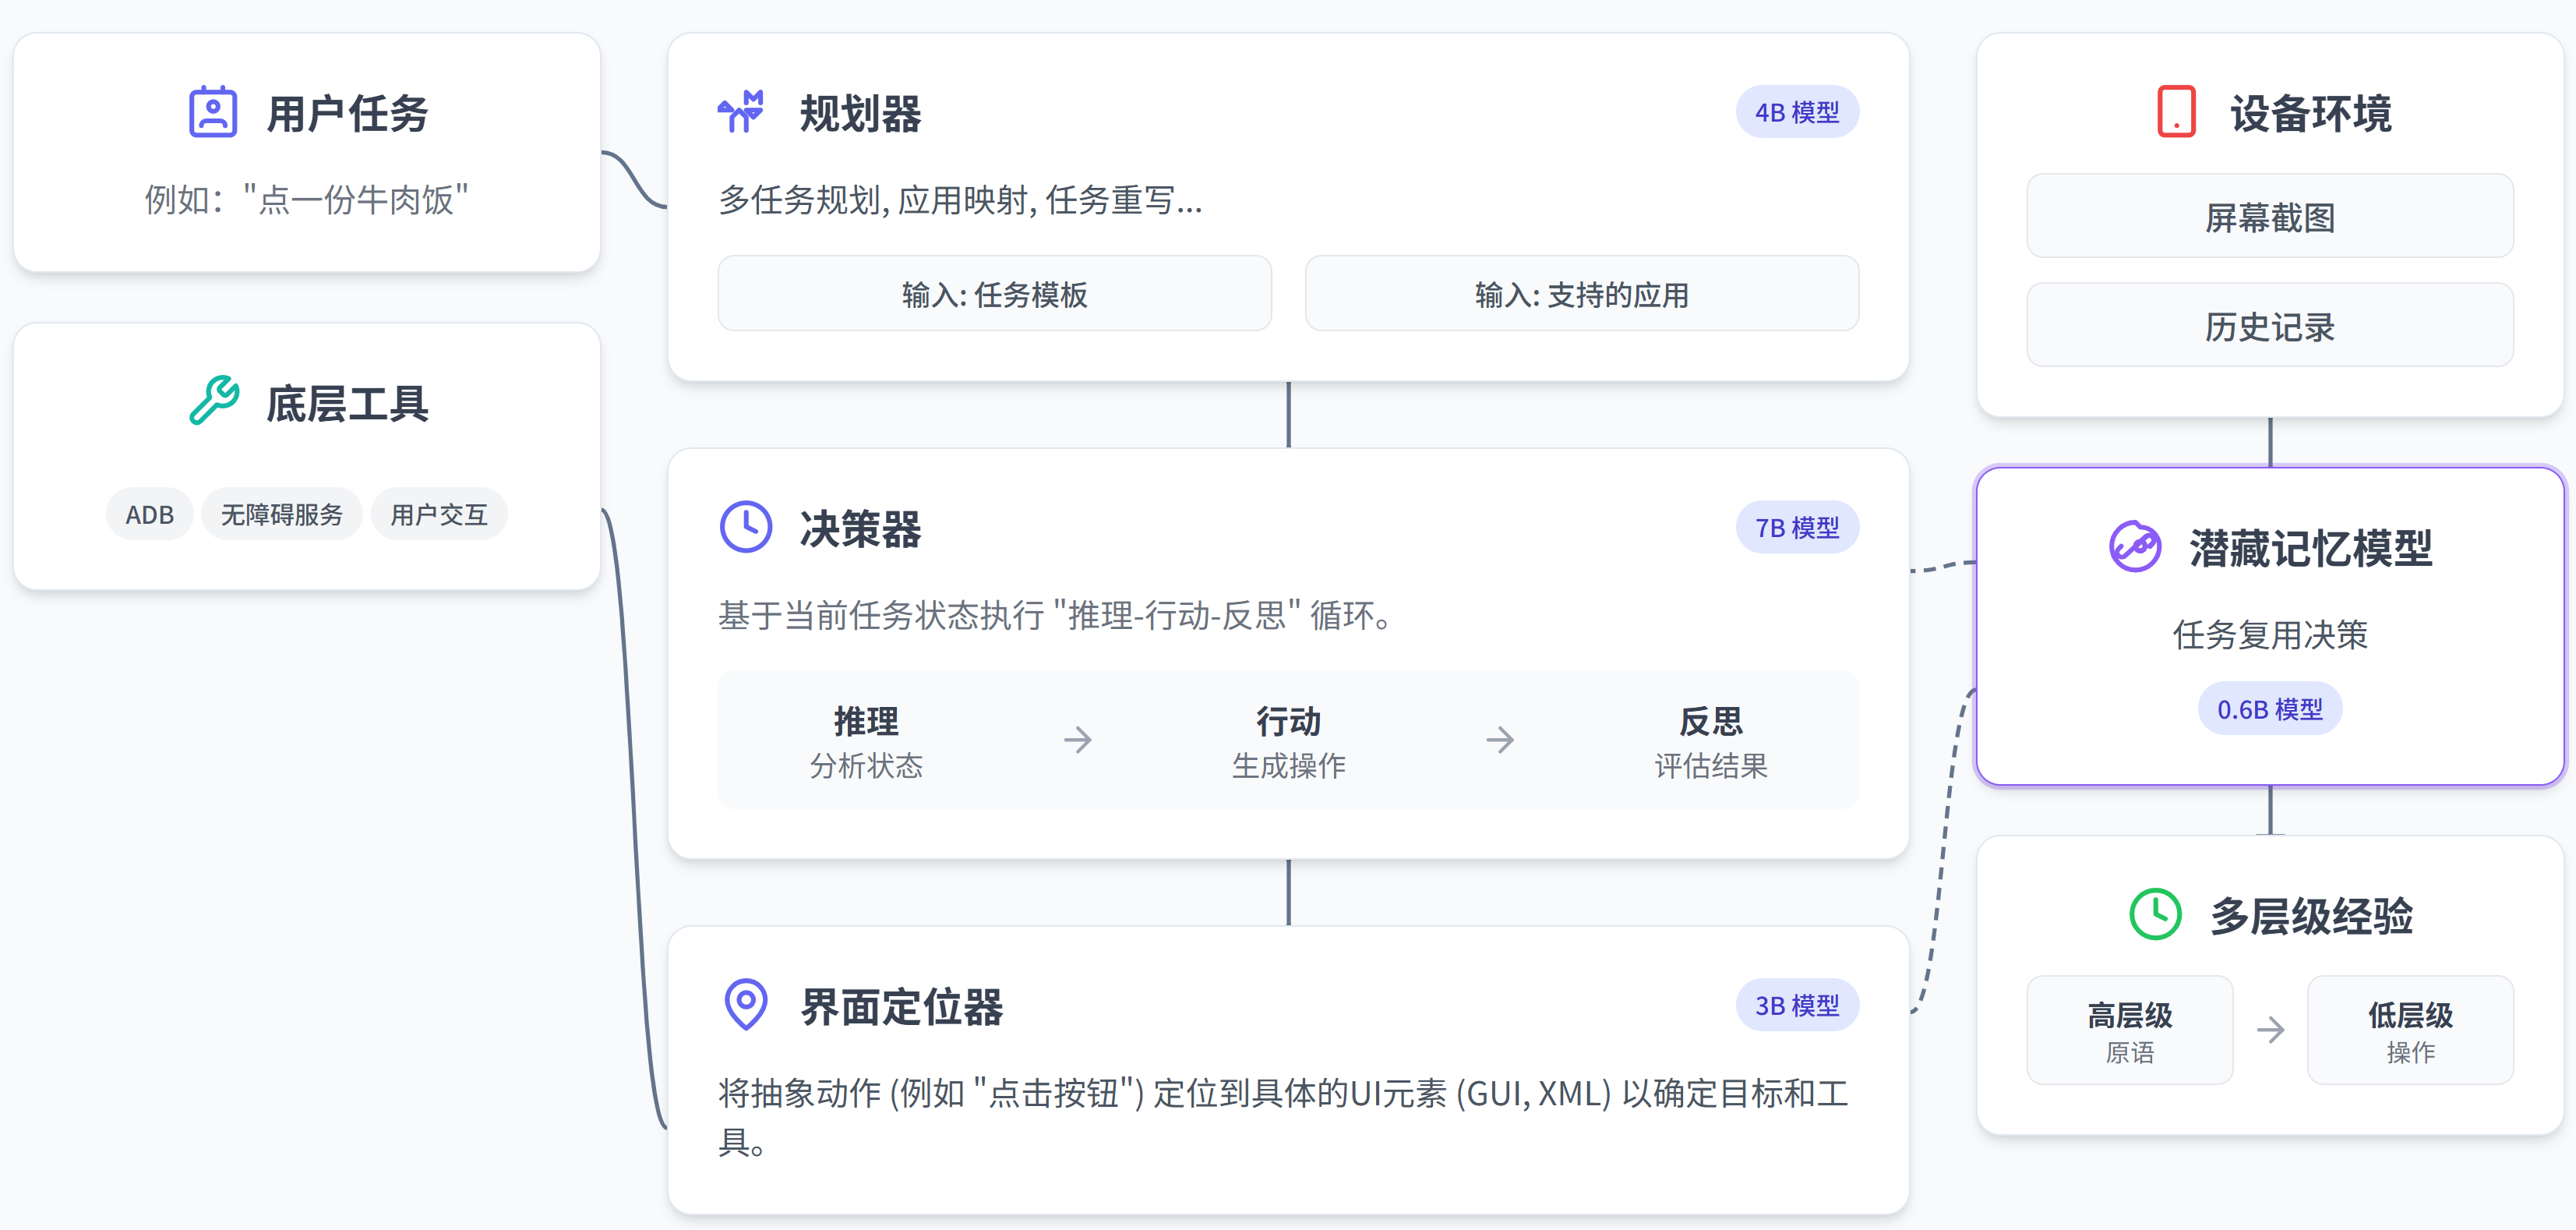 用户任务
例如："点一份牛肉饭"
底层工具
ADB
无障碍服务
用户交互
规划器
4B 模型
多任务规划, 应用映射, 任务重写...
输入: 任务模板
输入: 支持的应用
决策器
7B 模型
基于当前任务状态执行 "推理-行动-反思" 循环。
推理
分析状态
行动
生成操作
反思
评估结果
界面定位器
3B 模型
将抽象动作 (例如 "点击按钮") 定位到具体的UI元素 (GUI, XML) 以确定目标和工
具。
设备环境
屏幕截图
历史记录
潜藏记忆模型
任务复用决策
0.6B 模型
多层级经验
高层级
原语
低层级
操作